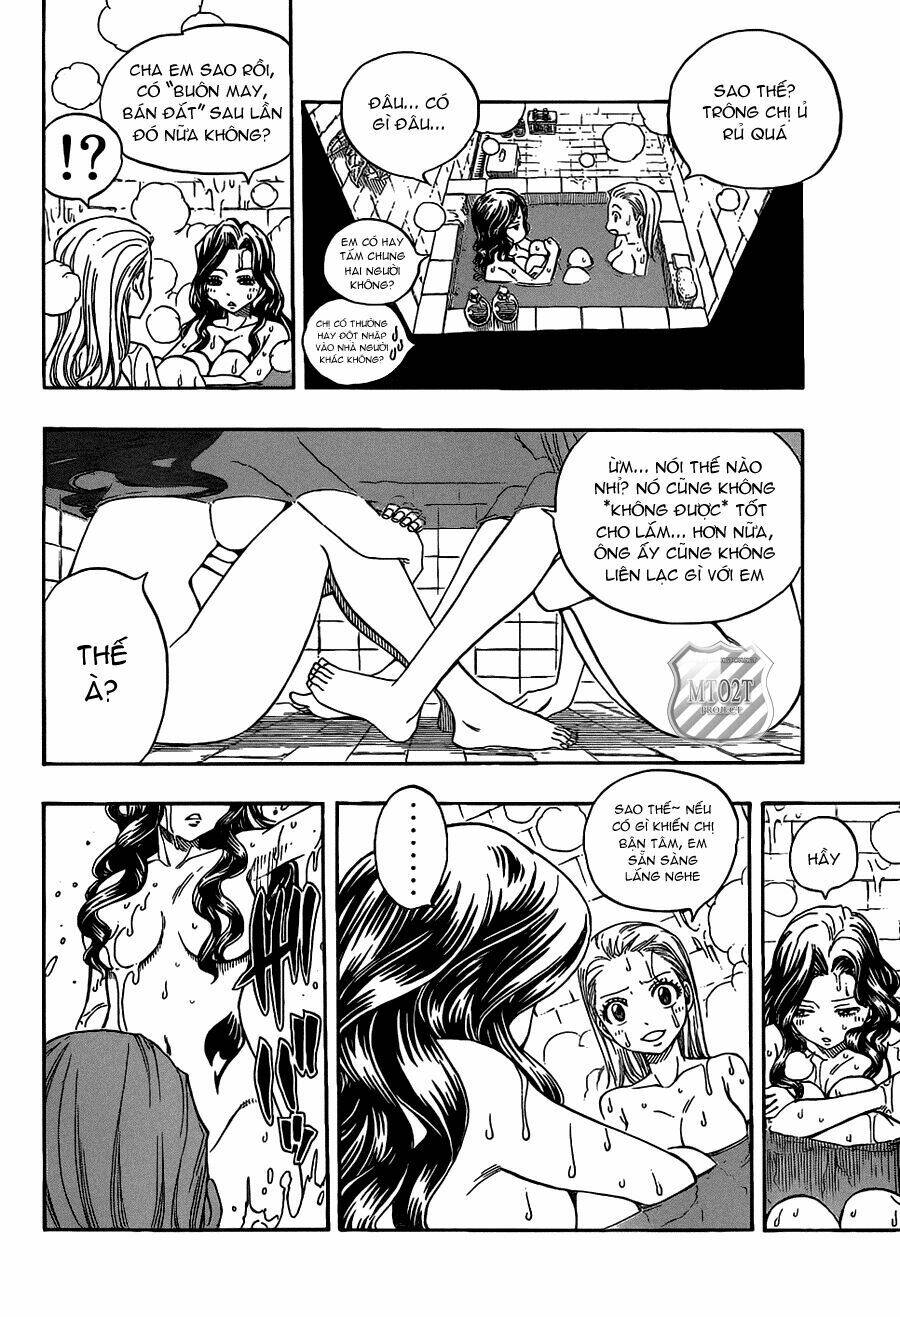 SAO THẾ?
TRÔNG CHỊ Ủ
RỦ QUÁ
ĐÂU... CÓ
GÌ ĐÂU...
EM CÓ HAY
TẮM CHUNG
HAI NGƯỜI
KHÔNG?
CHỊ CÓ THƯỜNG
HAY ĐỘT NHẬP
VÀO NHÀ NGƯỜI
KHÁC KHÔNG?
CHA EM SAO RỒI,
CÓ "BUÔN MAY,
BÁN ĐẮT" SAU LẦN
ĐÓ NỮA KHÔNG?
!?
ỪM... NÓI THẾ NÀO
NHỈ? NÓ CŨNG KHÔNG
*KHÔNG ĐƯỢC* TỐT
CHO LẮM... HƠN NỮA,
ÔNG ẤY CŨNG KHÔNG
LIÊN LẠC GÌ VỚI EM
THẾ
À?
MT02T
PROJECT
HẦY
SAO THẾ~ NẾU
CÓ GÌ KHIẾN CHỊ
BẬN TÂM, EM
SẴN SÀNG
LẮNG NGHE